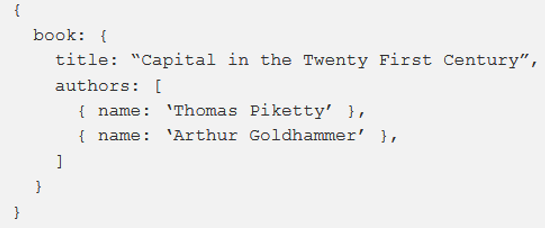 {
book: {
title: “Capital in the Twenty First Century”,
authors: [
{ name: ‘Thomas Piketty’ },
{ name: ‘Arthur Goldhammer’ },
]
}
}